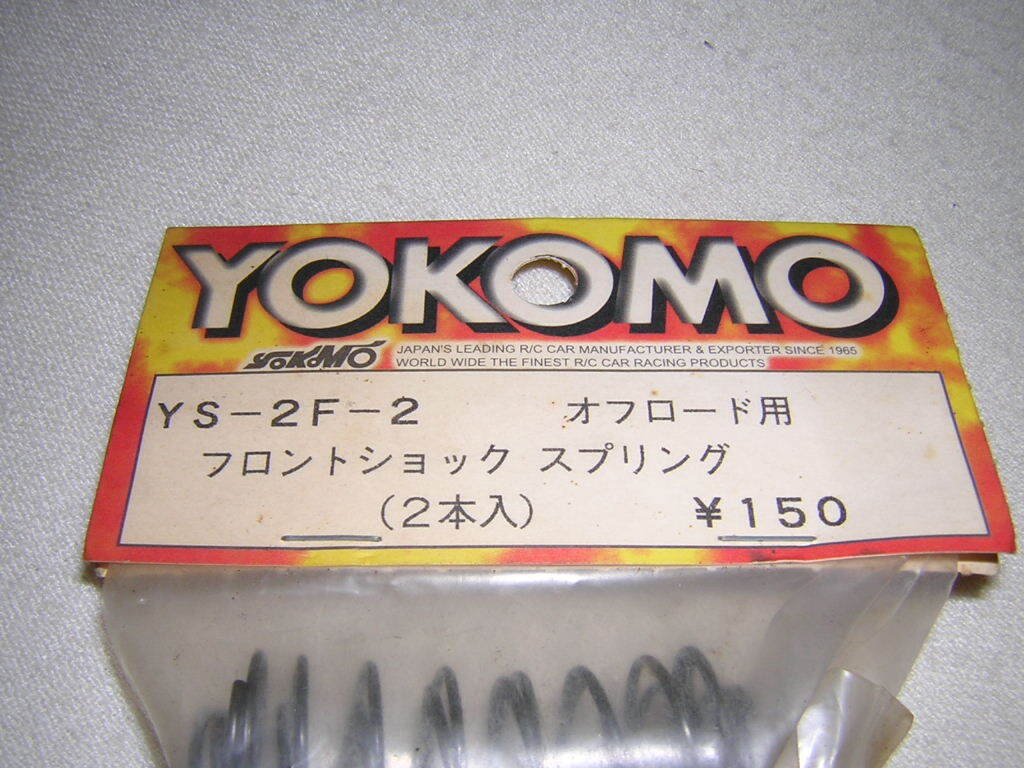 YOKOMO
YOKOMO
JAPAN'S LEADING R/C CAR MANUFACTURER & EXPORTER SINCE 1965
WORLD WIDE THE FINEST R/C CAR RACING PRODUCTS
YS-2F-2 オフロード用
フロントショック スプリング
(2本入) ¥150